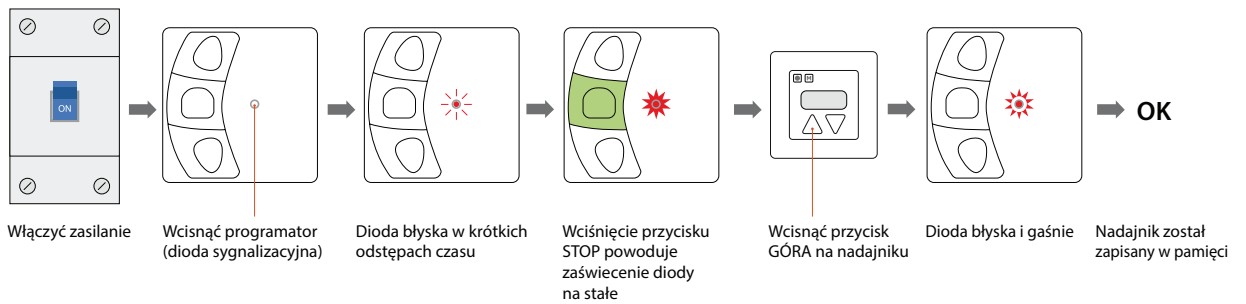 ON
H
OK
Włączyć zasilanie
Wcisnąć programator
(dioda sygnalizacyjna)
Dioda błyska w krótkich
odstępach czasu
Wciśnięcie przycisku
STOP powoduje
zaświecenie diody
na stałe
Wcisnąć przycisk
GÓRA na nadajniku
Dioda błyska i gaśnie
Nadajnik został
zapisany w pamięci